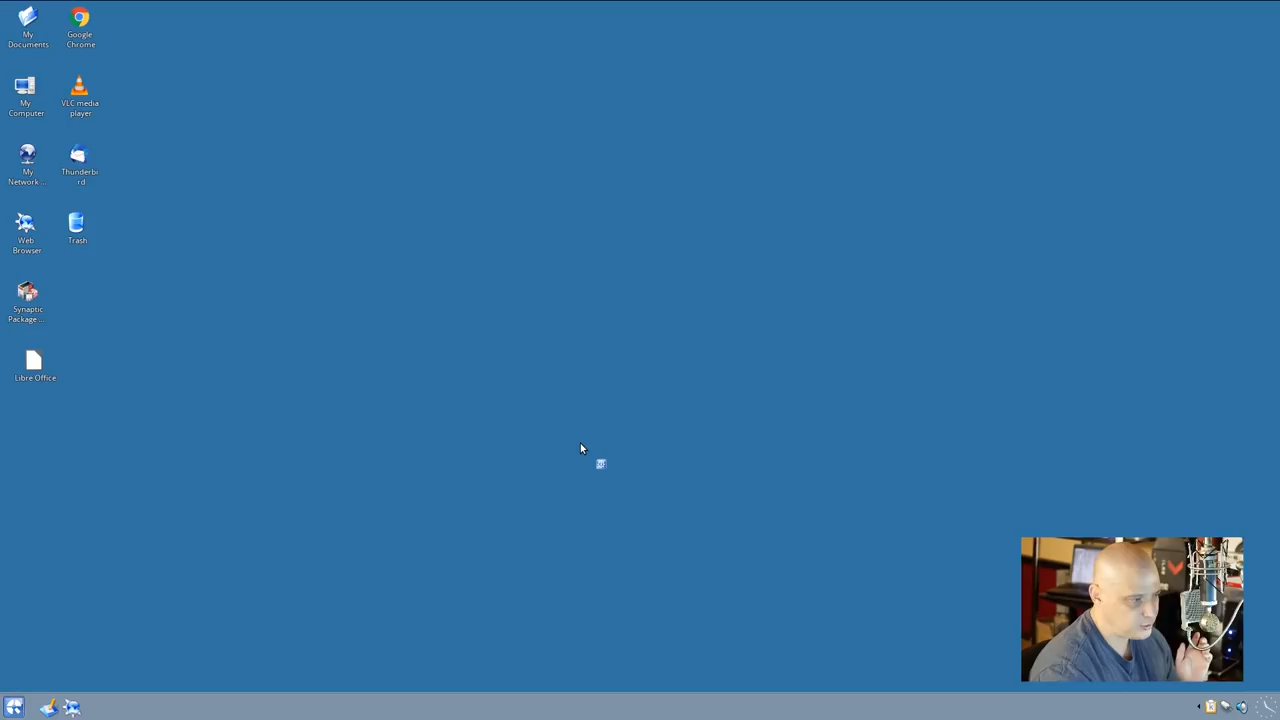 My
Documents
Google
Chrome
My
Computer
VLC media
player
My
Network ...
Thunderbi
rd
Web
Browser
Trash
Synaptic
Package ...
Libre Office